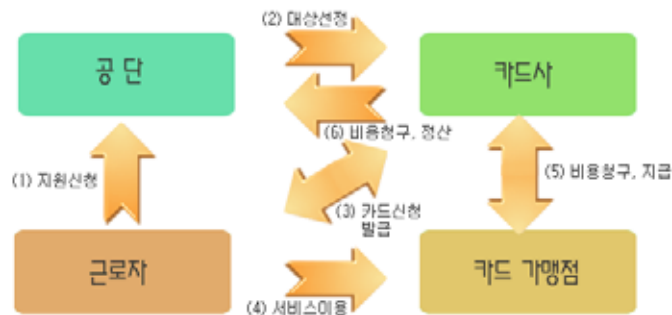 (2) 대상선정
공 단
카드사
(6) 비용청구, 정산
(1) 지원신청
(5) 비용청구, 지급
(3) 카드신청
발급
근로자
카드 가맹점
(4) 서비스이용